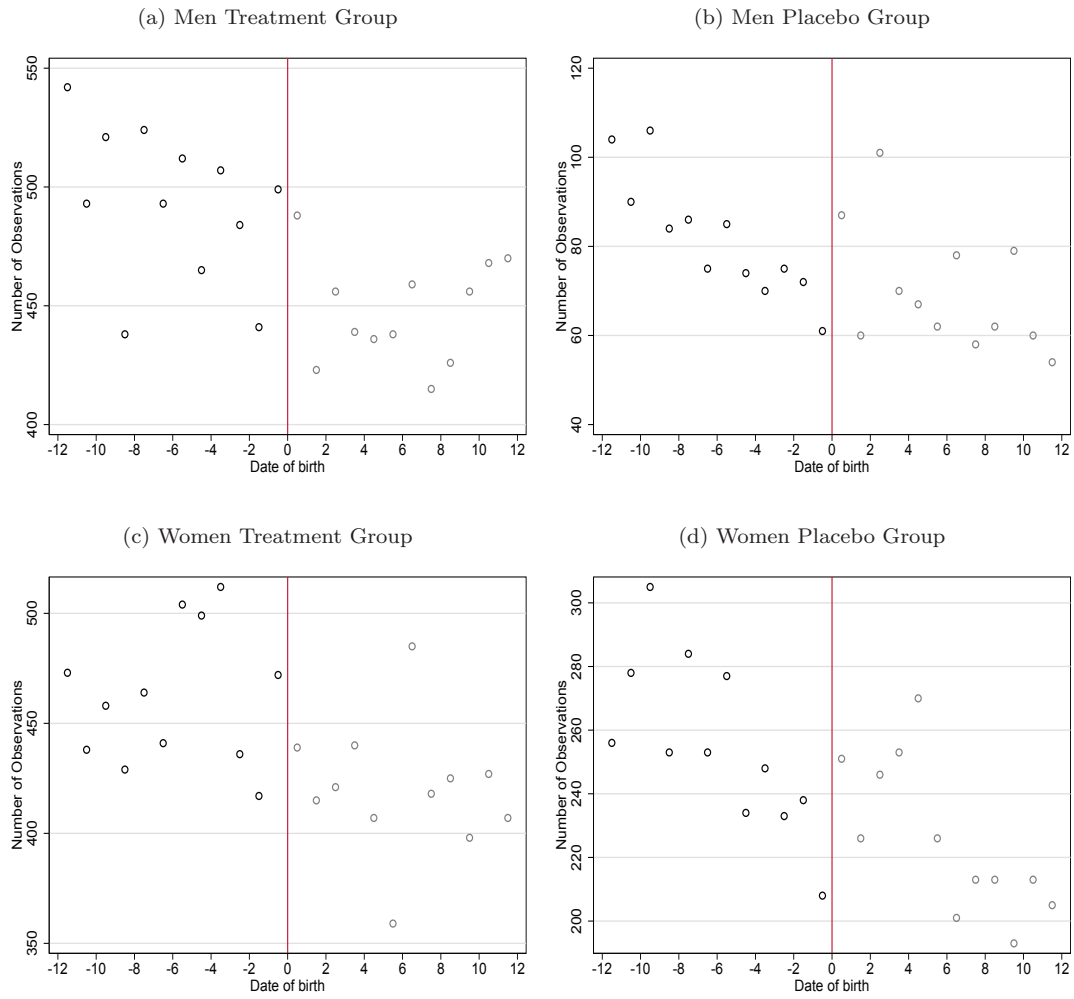 (a) Men Treatment Group
(b) Men Placebo Group
Number of Observations
550
500
450
400
-12 -10 -8 -6 -4 -2 0 2 4 6 8 10 12
Date of birth
Number of Observations
120
100
80
60
40
-12 -10 -8 -6 -4 -2 0 2 4 6 8 10 12
Date of birth
(c) Women Treatment Group
(d) Women Placebo Group
Number of Observations
500
450
400
350
-12 -10 -8 -6 -4 -2 0 2 4 6 8 10 12
Date of birth
Number of Observations
300
280
260
240
220
200
-12 -10 -8 -6 -4 -2 0 2 4 6 8 10 12
Date of birth